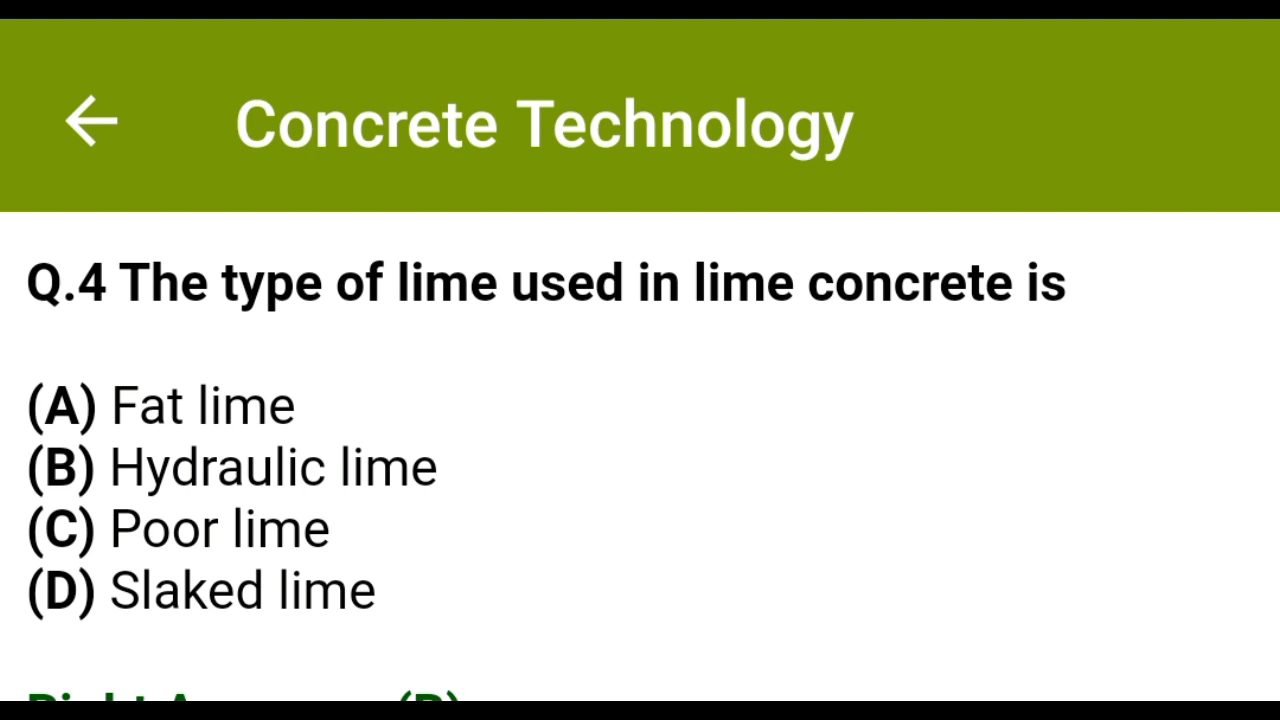 Concrete Technology
Q.4 The type of lime used in lime concrete is
(A) Fat lime
(B) Hydraulic lime
(C) Poor lime
(D) Slaked lime